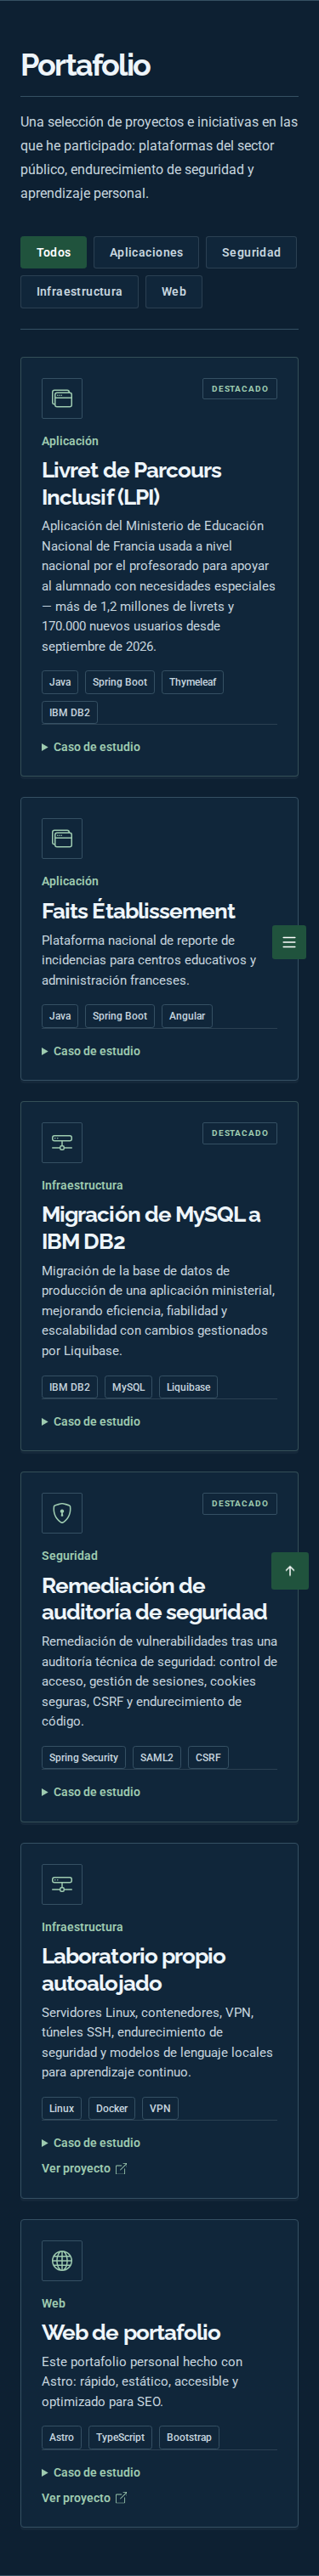 Portafolio
Una selección de proyectos e iniciativas en las
que he participado: plataformas del sector
público, endurecimiento de seguridad y
aprendizaje personal.
Todos Aplicaciones Seguridad
Infraestructura Web
DESTACADO
Aplicación
Livret de Parcours
Inclusif (LPI)
Aplicación del Ministerio de Educación
Nacional de Francia usada a nivel
nacional por el profesorado para apoyar
al alumnado con necesidades especiales
— más de 1,2 millones de livrets y
170.000 nuevos usuarios desde
septiembre de 2026.
Java Spring Boot Thymeleaf
IBM DB2
Caso de estudio
Aplicación
Faits Établissement
Plataforma nacional de reporte de
incidencias para centros educativos y
administración franceses.
Java Spring Boot Angular
Caso de estudio
DESTACADO
Infraestructura
Migración de MySQL a
IBM DB2
Migración de la base de datos de
producción de una aplicación ministerial,
mejorando eficiencia, fiabilidad y
escalabilidad con cambios gestionados
por Liquibase.
IBM DB2 MySQL Liquibase
Caso de estudio
DESTACADO
Seguridad
Remediación de
auditoría de seguridad
Remediación de vulnerabilidades tras una
auditoría técnica de seguridad: control de
acceso, gestión de sesiones, cookies
seguras, CSRF y endurecimiento de
código.
Spring Security SAML2 CSRF
Caso de estudio
Infraestructura
Laboratorio propio
autoalojado
Servidores Linux, contenedores, VPN,
túneles SSH, endurecimiento de
seguridad y modelos de lenguaje locales
para aprendizaje continuo.
Linux Docker VPN
Caso de estudio
Ver proyecto
Web
Web de portafolio
Este portafolio personal hecho con
Astro: rápido, estático, accesible y
optimizado para SEO.
Astro TypeScript Bootstrap
Caso de estudio
Ver proyecto